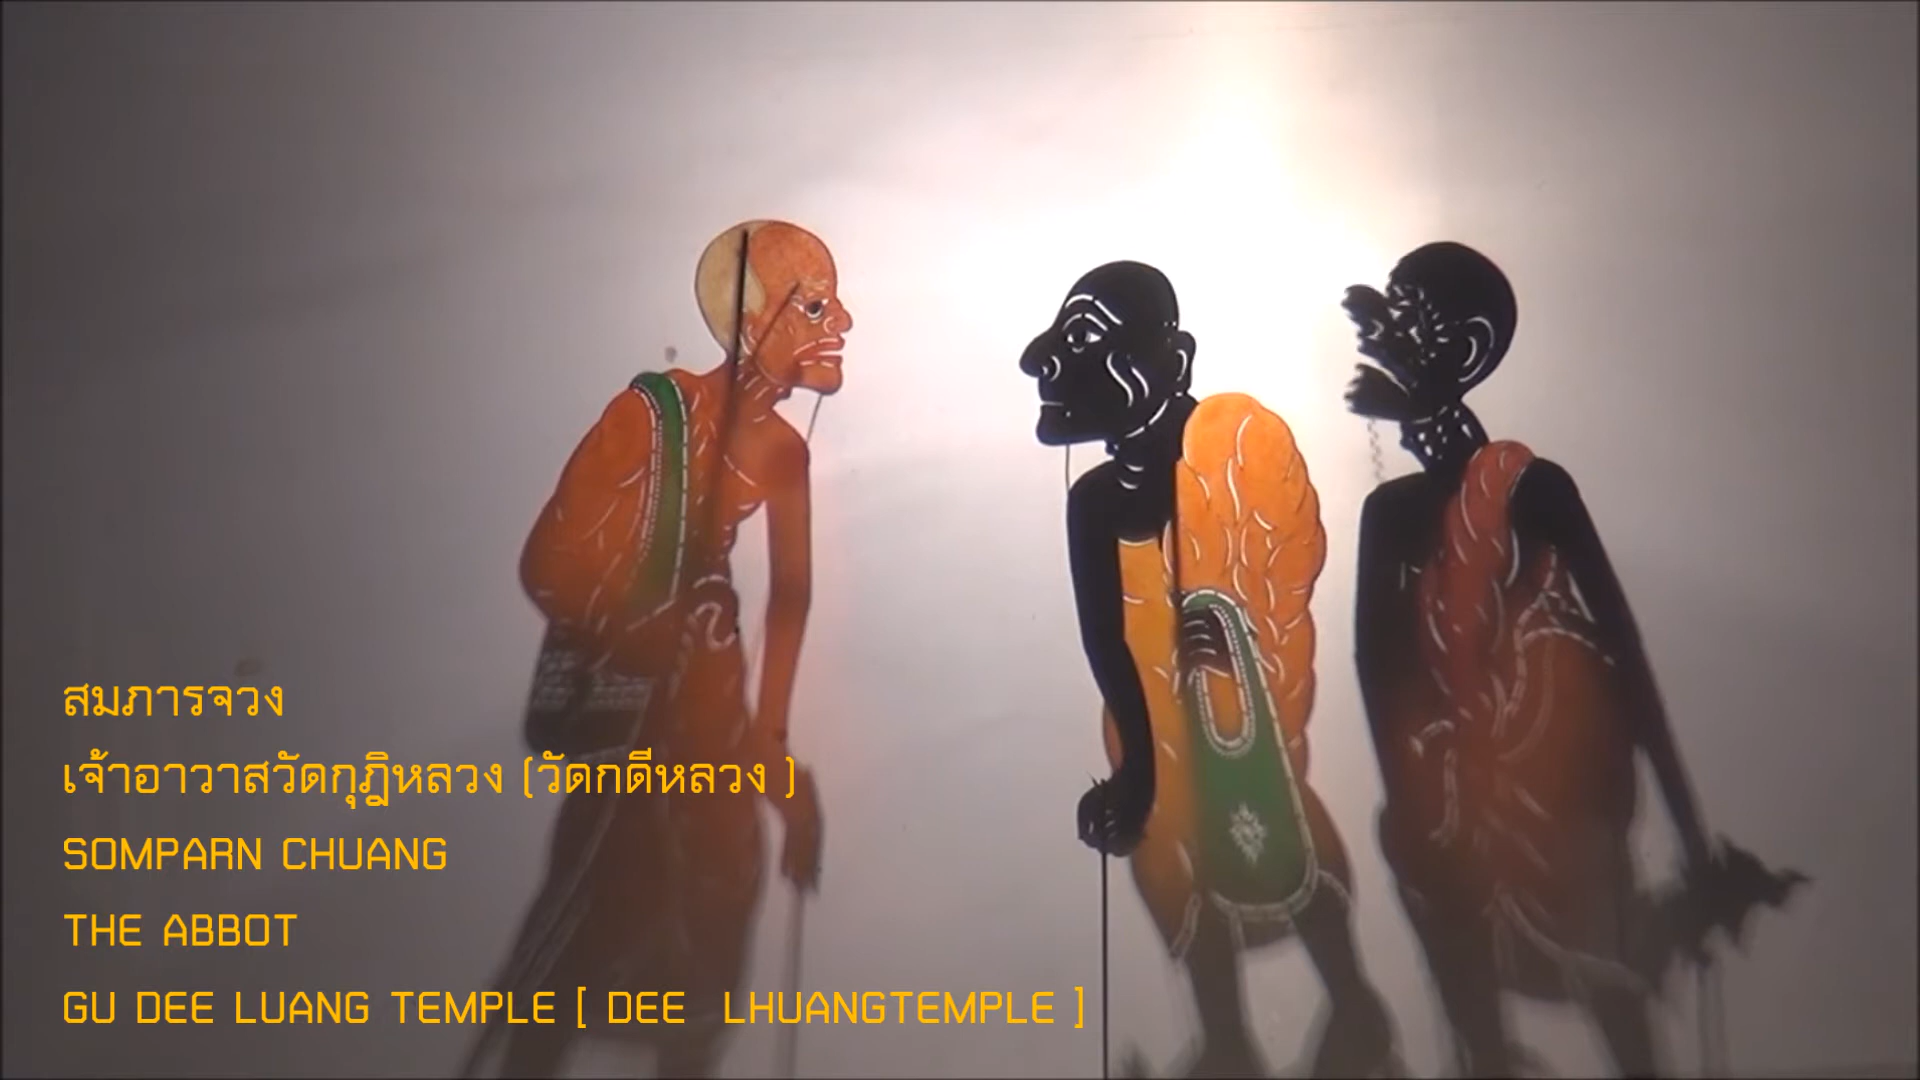 สมภารจวง
เจ้าอาวาสวัดกุฎิหลวง (วัดกดีหลวง )
SOMPARN CHUANG
THE ABBOT
GU DEE LUANG TEMPLE [ DEE LHUANGTEMPLE ]